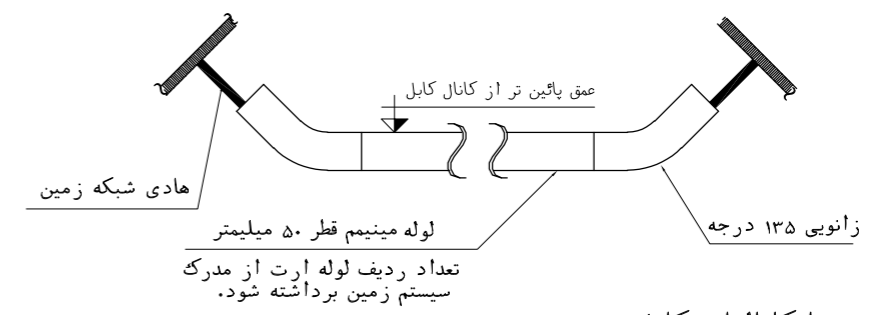 عمق پائین تر از کانال کابل
هادی شبکه زمین
لوله مینیمم قطر ۵۰ میلیمتر
زانویی ۱۳۵ درجه
تعداد ردیف لوله ارت از مدرک
سیستم زمین برداشته شود.